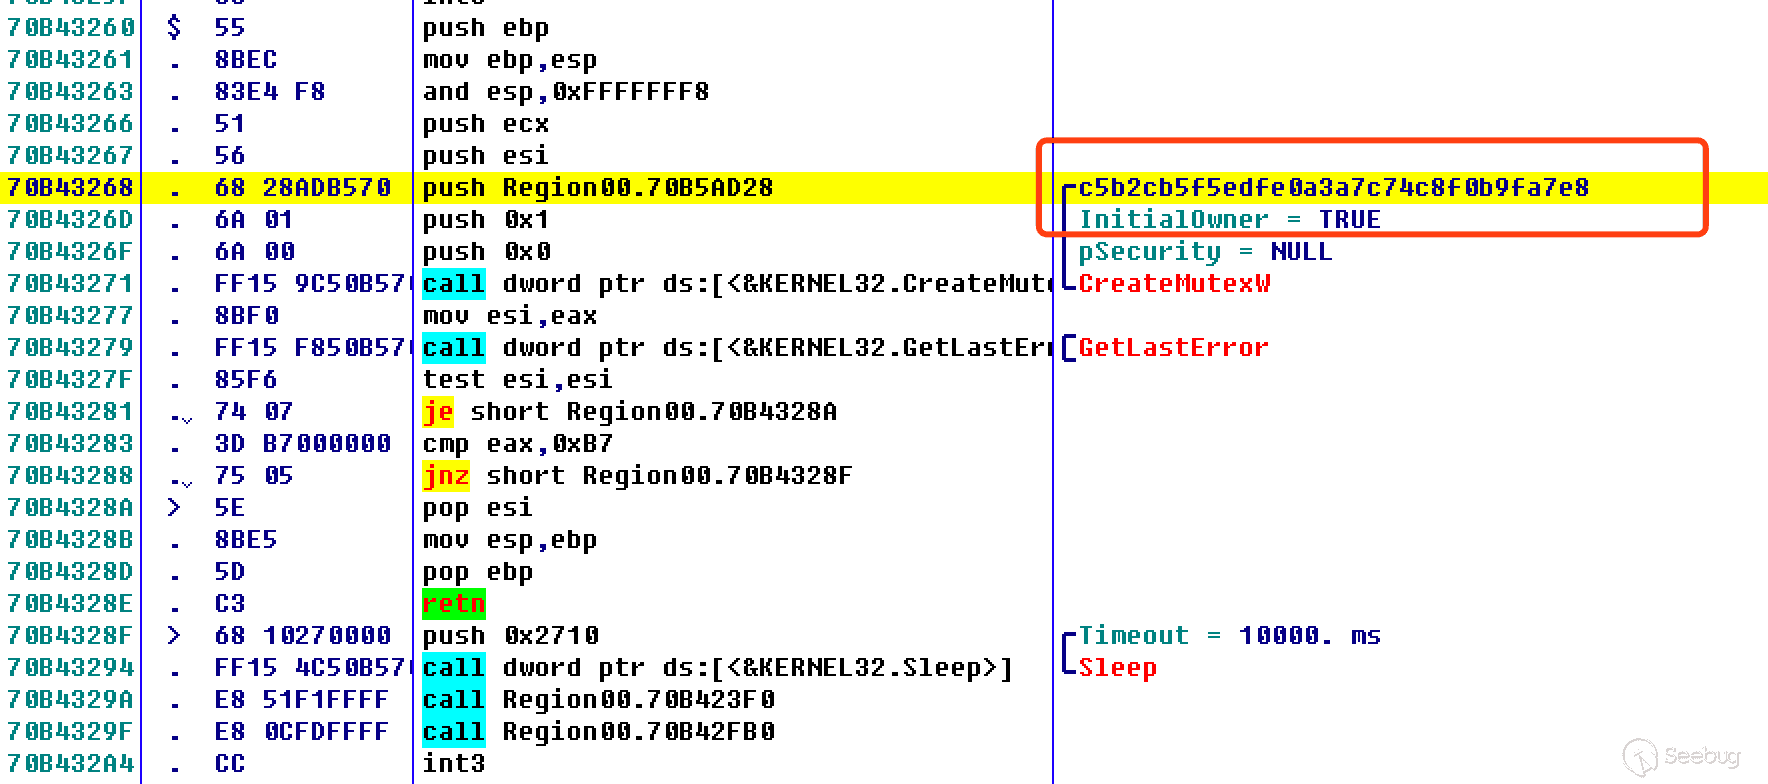 70B43260 $ 55 push ebp
70B43261 . 8BEC mov ebp,esp
70B43263 . 83E4 F8 and esp,0xFFFFFFF8
70B43266 . 51 push ecx
70B43267 . 56 push esi
70B43268 . 68 28ADB570 push Region00.70B5AD28 c5b2cb5f5edfe0a3a7c74c8f0b9fa7e8
70B4326D . 6A 01 push 0x1 InitialOwner = TRUE
70B4326F . 6A 00 push 0x0 pSecurity = NULL
70B43271 . FF15 9C50B57 call dword ptr ds:[<&KERNEL32.CreateMut CreateMutexW
70B43277 . 8BF0 mov esi,eax
70B43279 . FF15 F850B57 call dword ptr ds:[<&KERNEL32.GetLastEr GetLastError
70B4327F . 85F6 test esi,esi
70B43281 . 74 07 je short Region00.70B4328A
70B43283 . 3D B7000000 cmp eax,0xB7
70B43288 . 75 05 jnz short Region00.70B4328F
70B4328A > 5E pop esi
70B4328B . 8BE5 mov esp,ebp
70B4328D . 5D pop ebp
70B4328E . C3 retn
70B4328F > 68 10270000 push 0x2710 Timeout = 10000. ms
70B43294 . FF15 4C50B57 call dword ptr ds:[<&KERNEL32.Sleep>] Sleep
70B4329A . E8 51F1FFFF call Region00.70B423F0
70B4329F . E8 0CFDFFFF call Region00.70B42FB0
70B432A4 . CC int3
Seebug